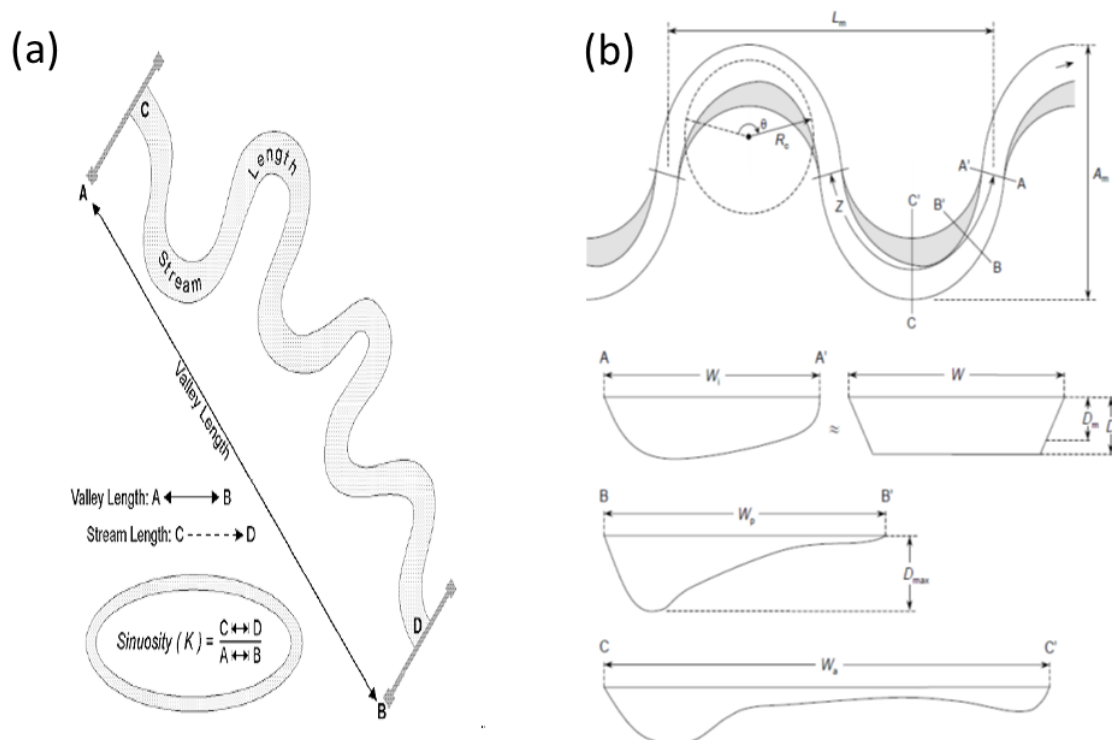 (a)
C
A
Stream
Length
Valley Length
Valley Length: A B
Stream Length: C D
Sinuosity ( K ) = C D
A B
D
B
(b)
Lm
θ
Rc
Z
A'
A
Am
C'
B'
B
C
A A'
Wi
W
Dm
D
≈
B B'
Wp
Dmax
C C'
Wa